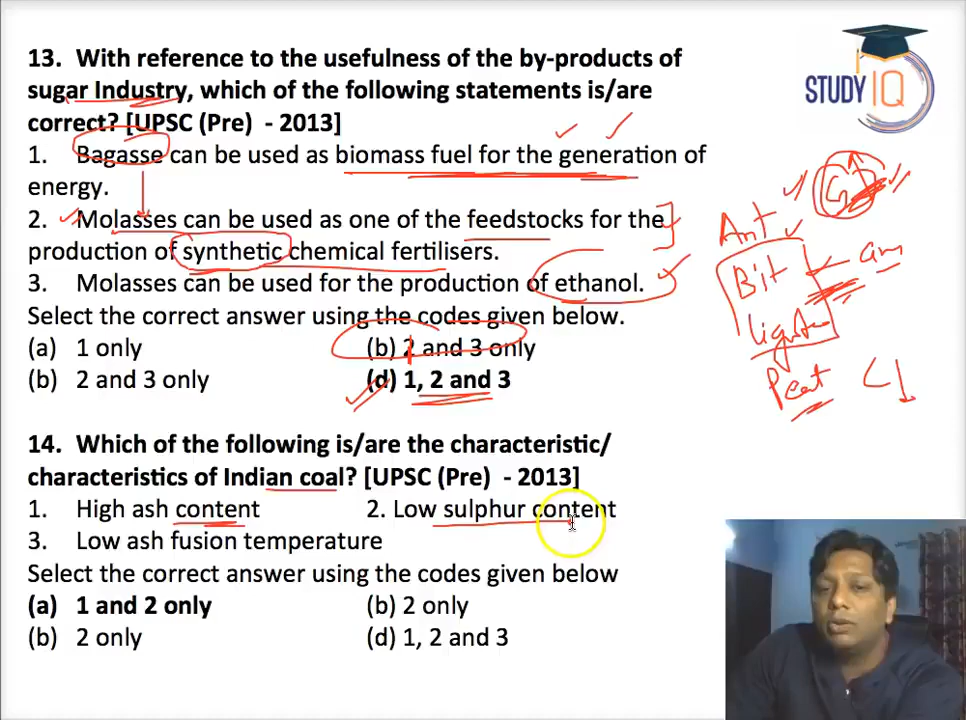 13. With reference to the usefulness of the by-products of
sugar Industry, which of the following statements is/are
correct? [UPSC (Pre) - 2013]
1. Bagasse can be used as biomass fuel for the generation of
energy.
2. Molasses can be used as one of the feedstocks for the
production of synthetic chemical fertilisers.
3. Molasses can be used for the production of ethanol.
Select the correct answer using the codes given below.
(a) 1 only (b) 2 and 3 only
(b) 2 and 3 only (d) 1, 2 and 3
14. Which of the following is/are the characteristic/
characteristics of Indian coal? [UPSC (Pre) - 2013]
1. High ash content 2. Low sulphur content
3. Low ash fusion temperature
Select the correct answer using the codes given below
(a) 1 and 2 only (b) 2 only
(b) 2 only (d) 1, 2 and 3
STUDY IQ
Ant
Bit
Peat